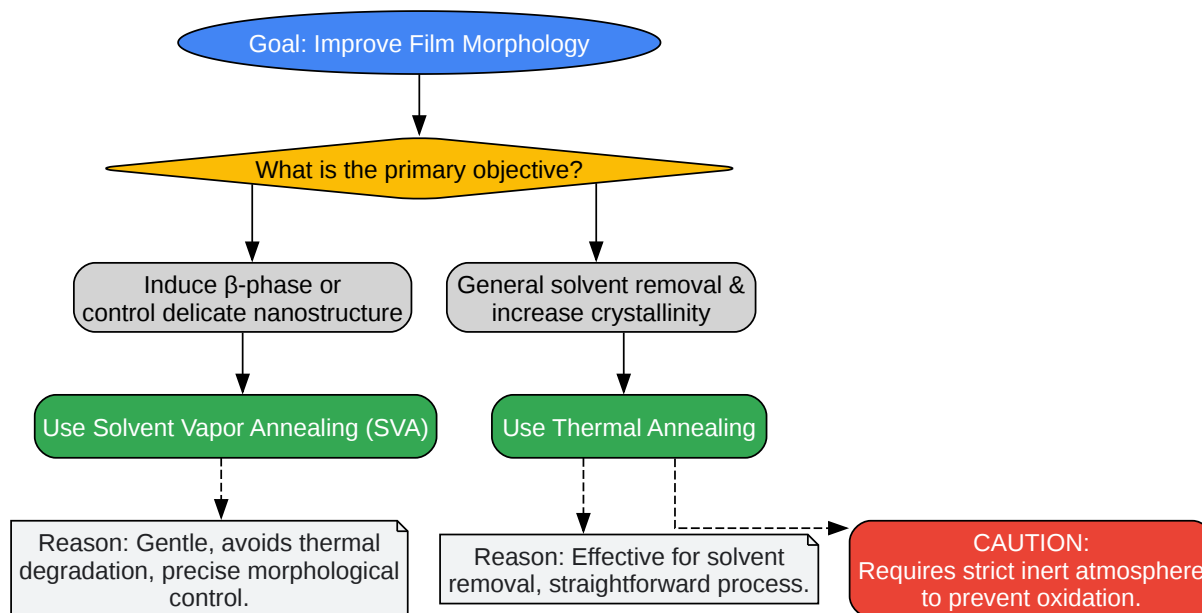 Goal: Improve Film Morphology
What is the primary objective?
Induce β-phase or
control delicate nanostructure
General solvent removal &
increase crystallinity
Use Solvent Vapor Annealing (SVA)
Use Thermal Annealing
Reason: Gentle, avoids thermal
degradation, precise morphological
control.
Reason: Effective for solvent
removal, straightforward process.
CAUTION:
Requires strict inert atmosphere
to prevent oxidation.